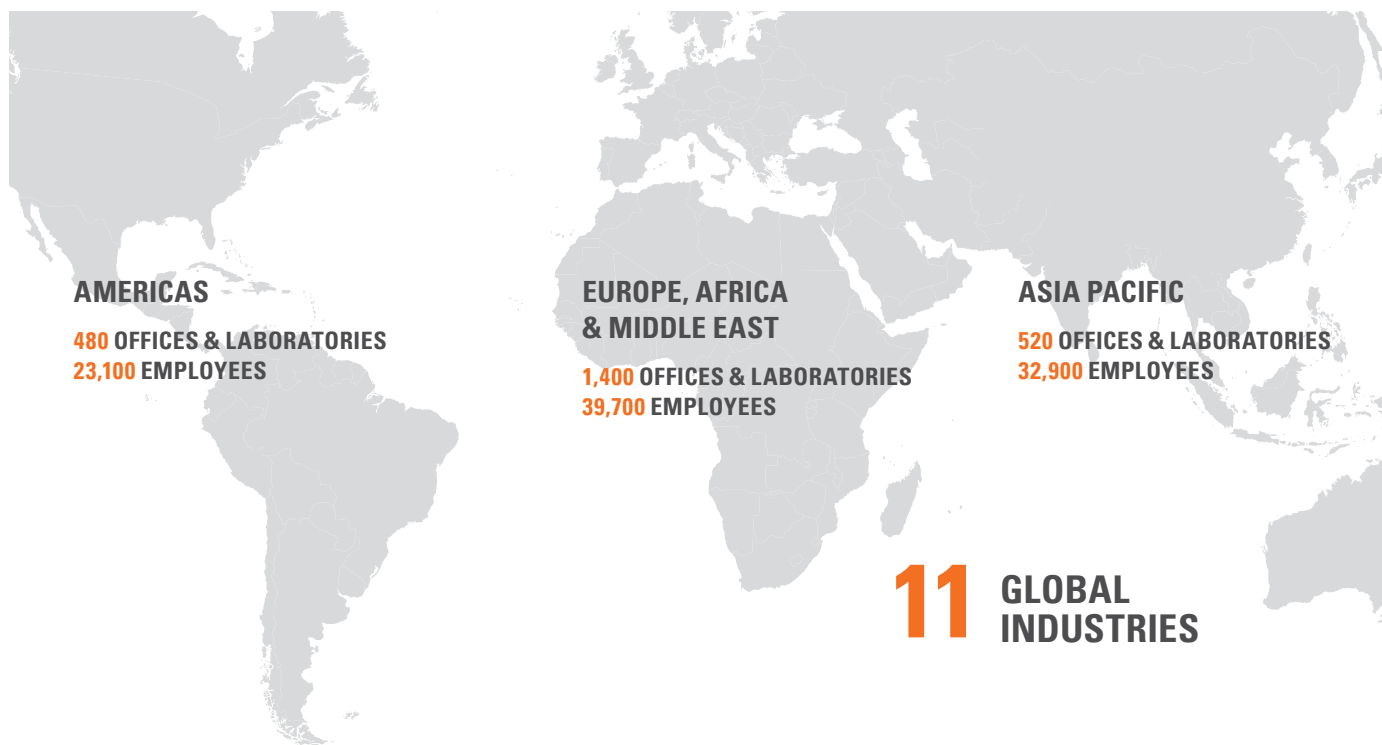 AMERICAS
480 OFFICES & LABORATORIES
23,100 EMPLOYEES
EUROPE, AFRICA
& MIDDLE EAST
1,400 OFFICES & LABORATORIES
39,700 EMPLOYEES
ASIA PACIFIC
520 OFFICES & LABORATORIES
32,900 EMPLOYEES
11 GLOBAL
INDUSTRIES